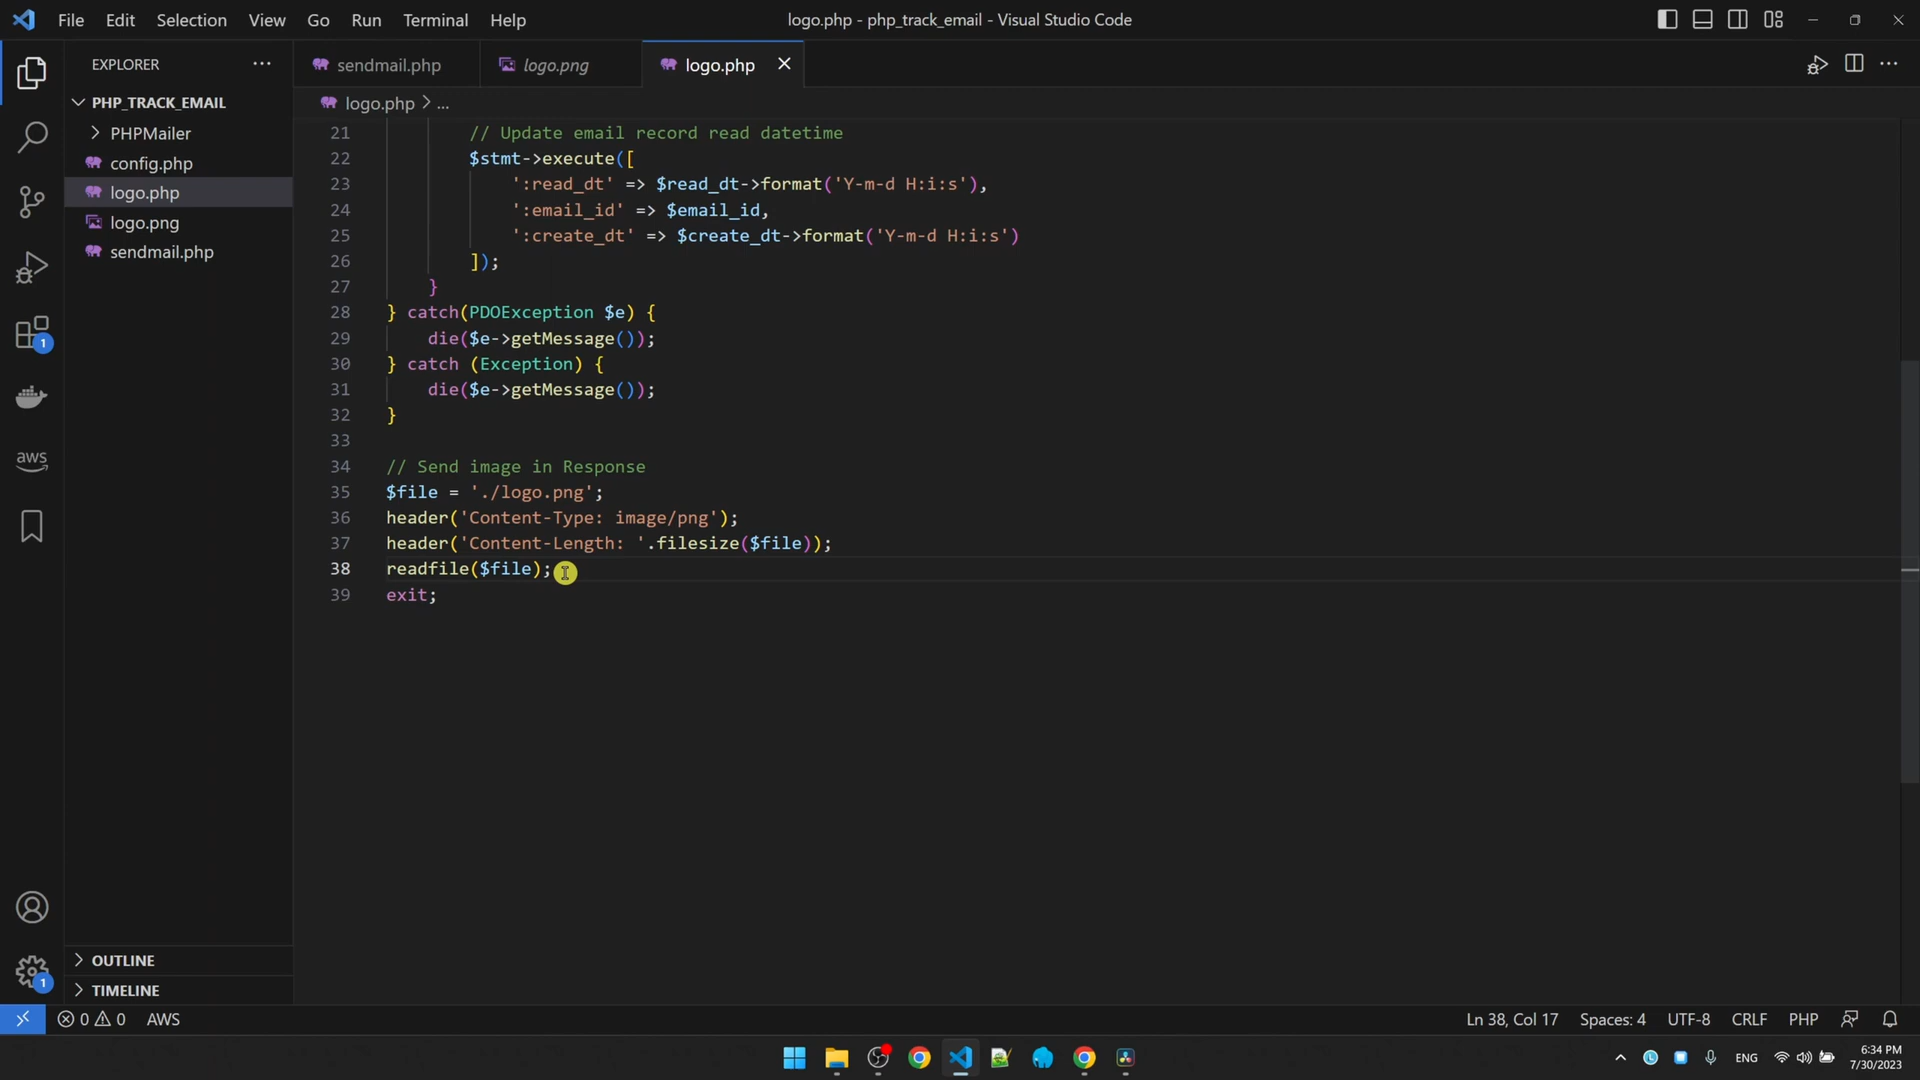 File Edit Selection View Go Run Terminal Help
logo.php - php_track_email - Visual Studio Code
EXPLORER
PHP_TRACK_EMAIL
PHPMailer
config.php
logo.php
logo.png
sendmail.php
OUTLINE
TIMELINE
aws
1
1
sendmail.php logo.png logo.php
logo.php > ...
21 // Update email record read datetime
22 $stmt->execute([
23 ':read_dt' => $read_dt->format('Y-m-d H:i:s'),
24 ':email_id' => $email_id,
25 ':create_dt' => $create_dt->format('Y-m-d H:i:s')
26 ]);
27 }
28 } catch(PDOException $e) {
29 die($e->getMessage());
30 } catch (Exception) {
31 die($e->getMessage());
32 }
33
34 // Send image in Response
35 $file = './logo.png';
36 header('Content-Type: image/png');
37 header('Content-Length: '.filesize($file));
38 readfile($file);
39 exit;
0 0 AWS
Ln 38, Col 17 Spaces: 4 UTF-8 CRLF PHP
ENG
6:34 PM
7/30/2023